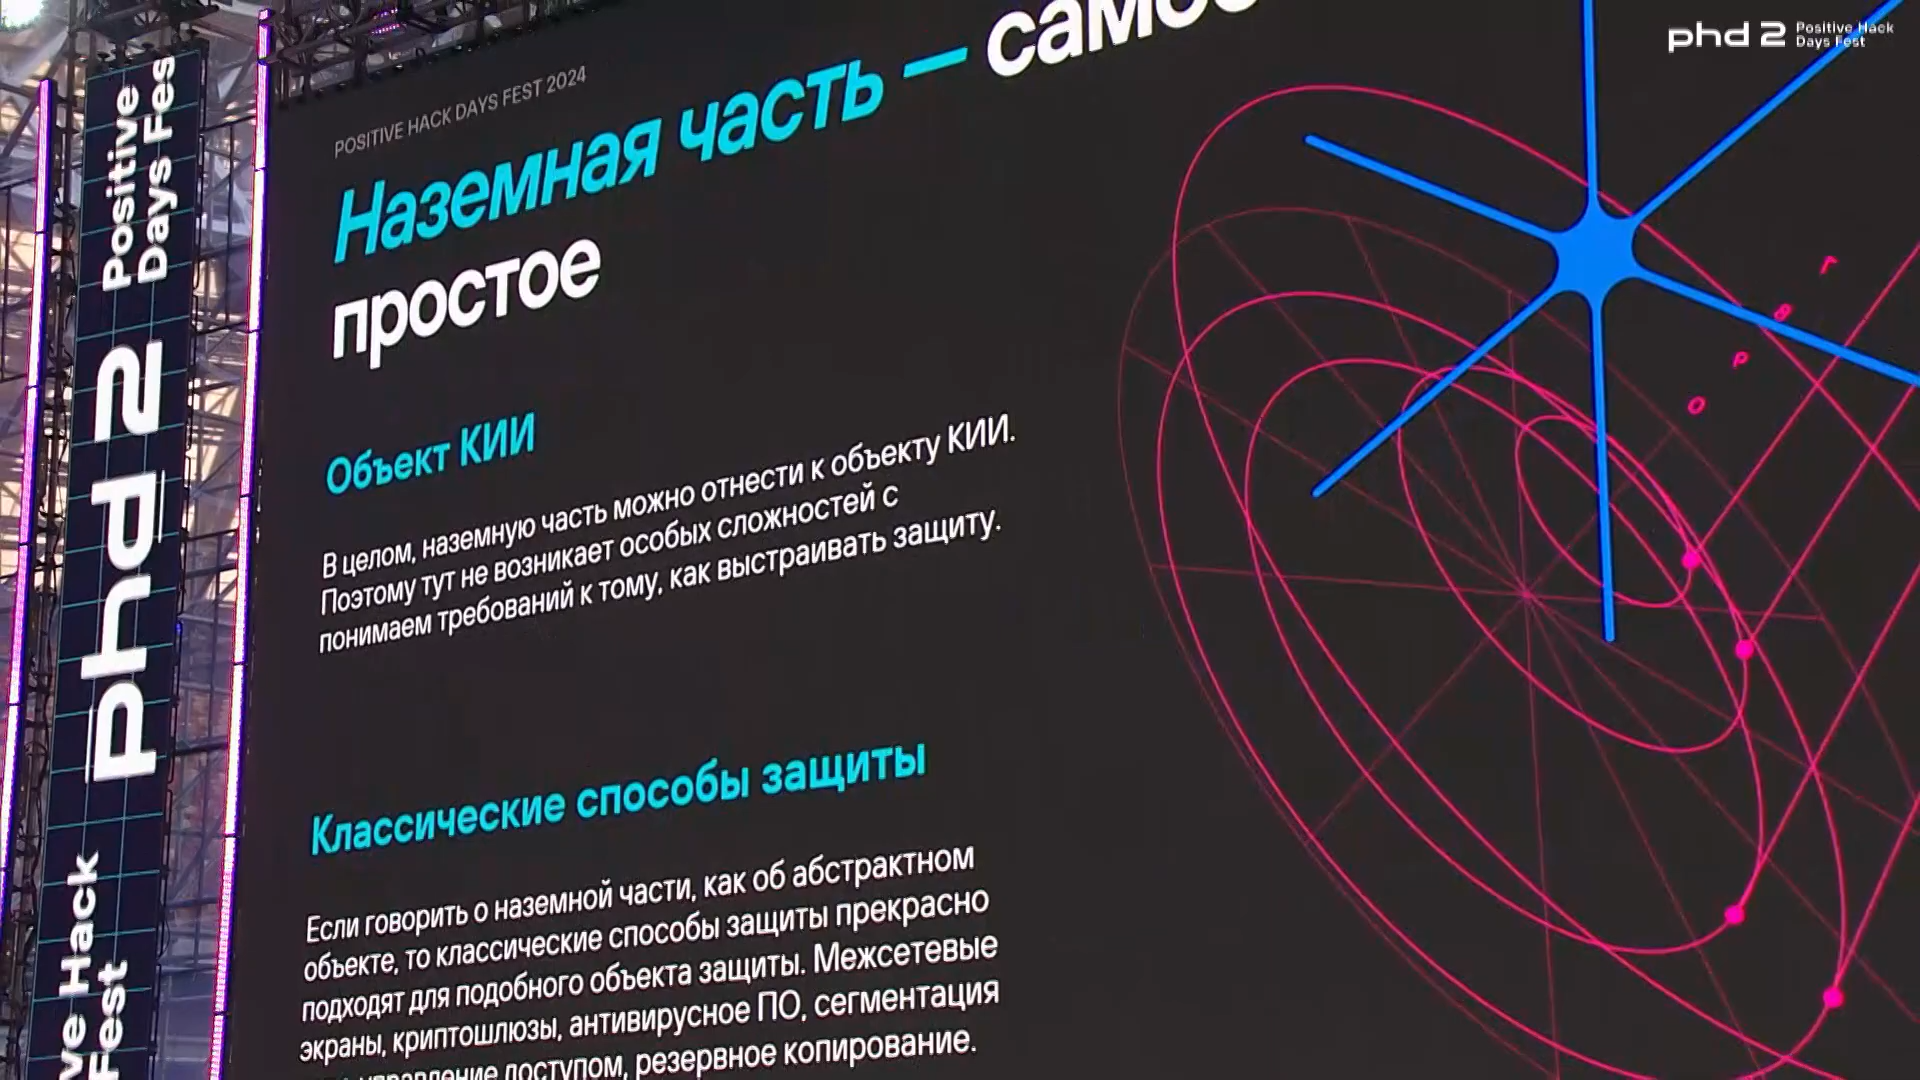 phd 2 Positive Hack
Days Fest
POSITIVE HACK DAYS FEST 2024
Наземная часть —
простое
Объект КИИ
В целом, наземную часть можно отнести к объекту КИИ.
Поэтому тут не возникает особых сложностей с
понимаем требований к тому, как выстраивать защиту.
Классические способы защиты
Если говорить о наземной части, как об абстрактном
объекте, то классические способы защиты прекрасно
подходят для подобного объекта защиты. Межсетевые
экраны, криптошлюзы, антивирусное ПО, сегментация
управление доступом, резервное копирование.
Positive
Days Fes
phd 2
ve Hack
Fest